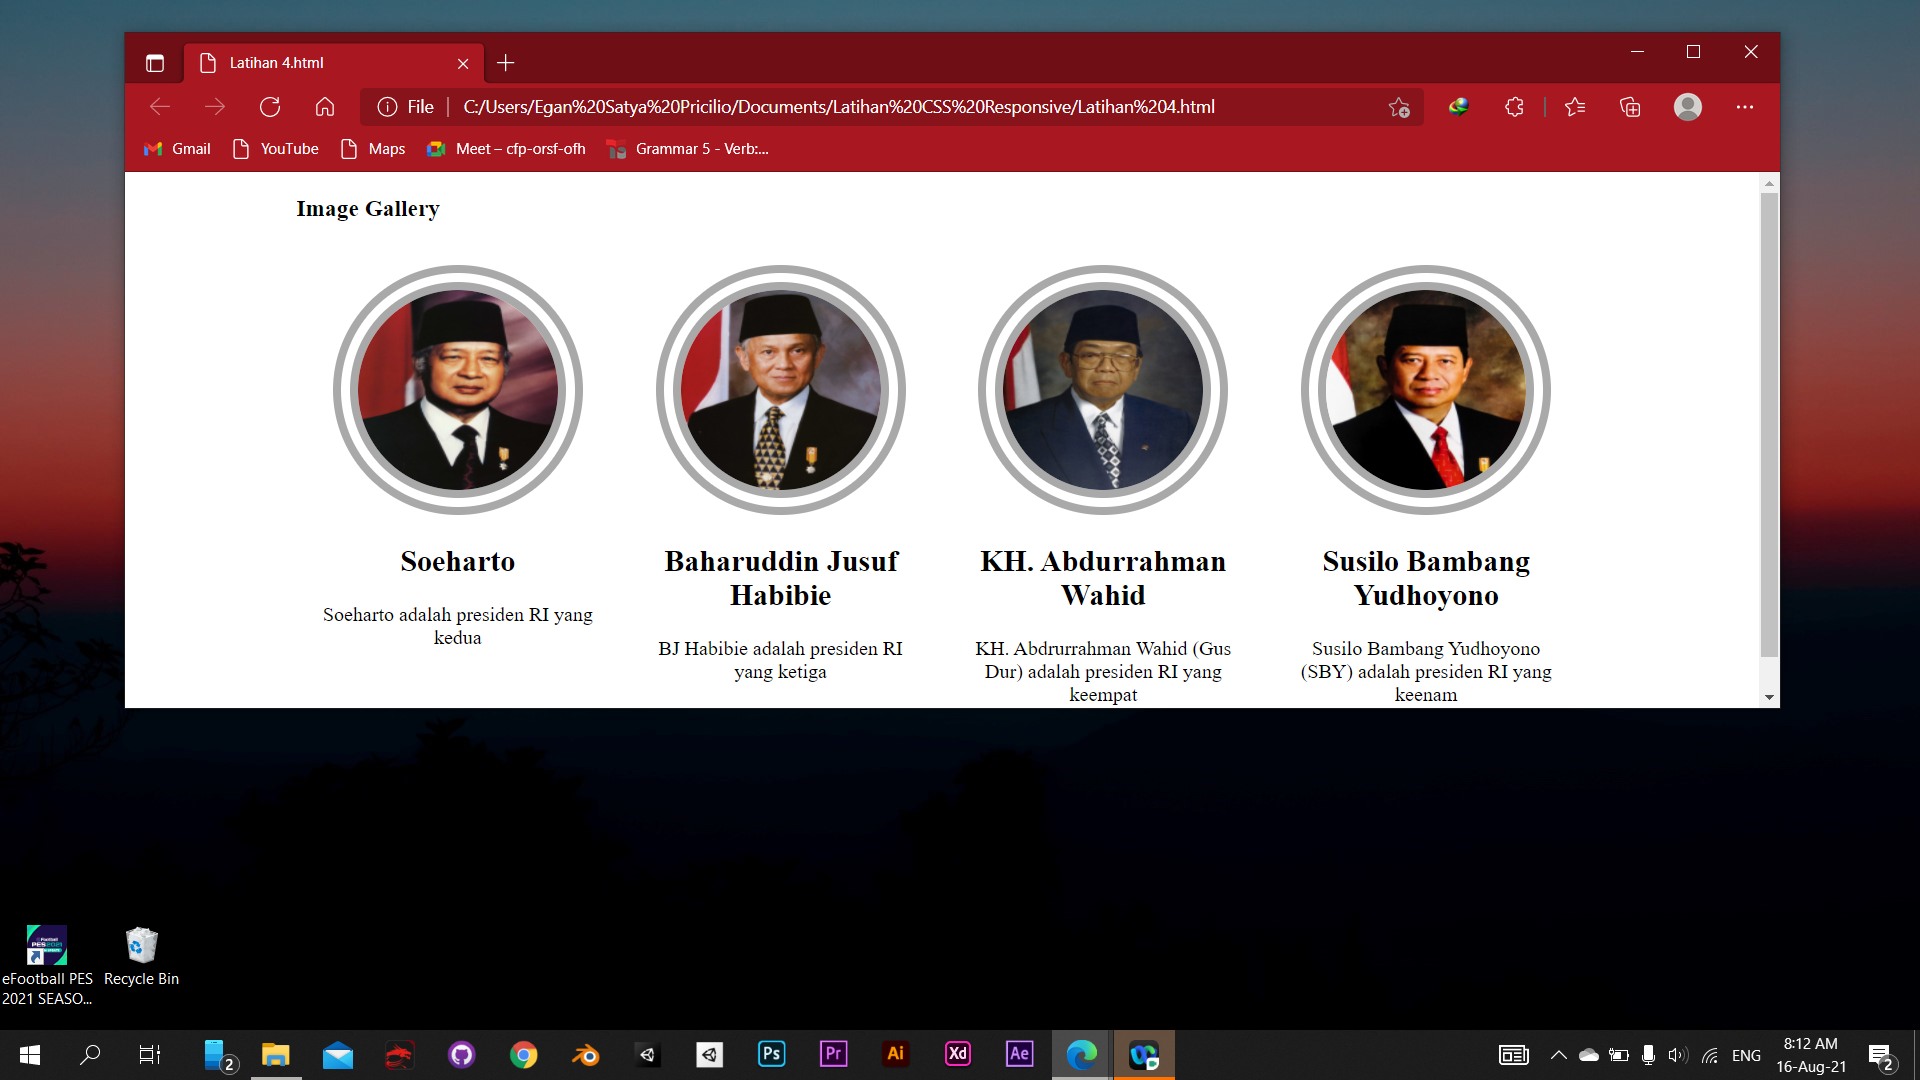 Latihan 4.html
File
C:/Users/Egan%20Satya%20Pricilio/Documents/Latihan%20CSS%20Responsive/Latihan%204.html
Gmail YouTube Maps Meet – cfp-orsf-ofh Grammar 5 - Verb:...
Image Gallery
Soeharto
Soeharto adalah presiden RI yang
kedua
Baharuddin Jusuf
Habibie
BJ Habibie adalah presiden RI
yang ketiga
KH. Abdurrahman
Wahid
KH. Abdrurrahman Wahid (Gus
Dur) adalah presiden RI yang
keempat
Susilo Bambang
Yudhoyono
Susilo Bambang Yudhoyono
(SBY) adalah presiden RI yang
keenam
eFootball PES
2021 SEASO...
Recycle Bin
2
Ps
Pr
Ai
Xd
Ae
ENG
8:12 AM
16-Aug-21
2